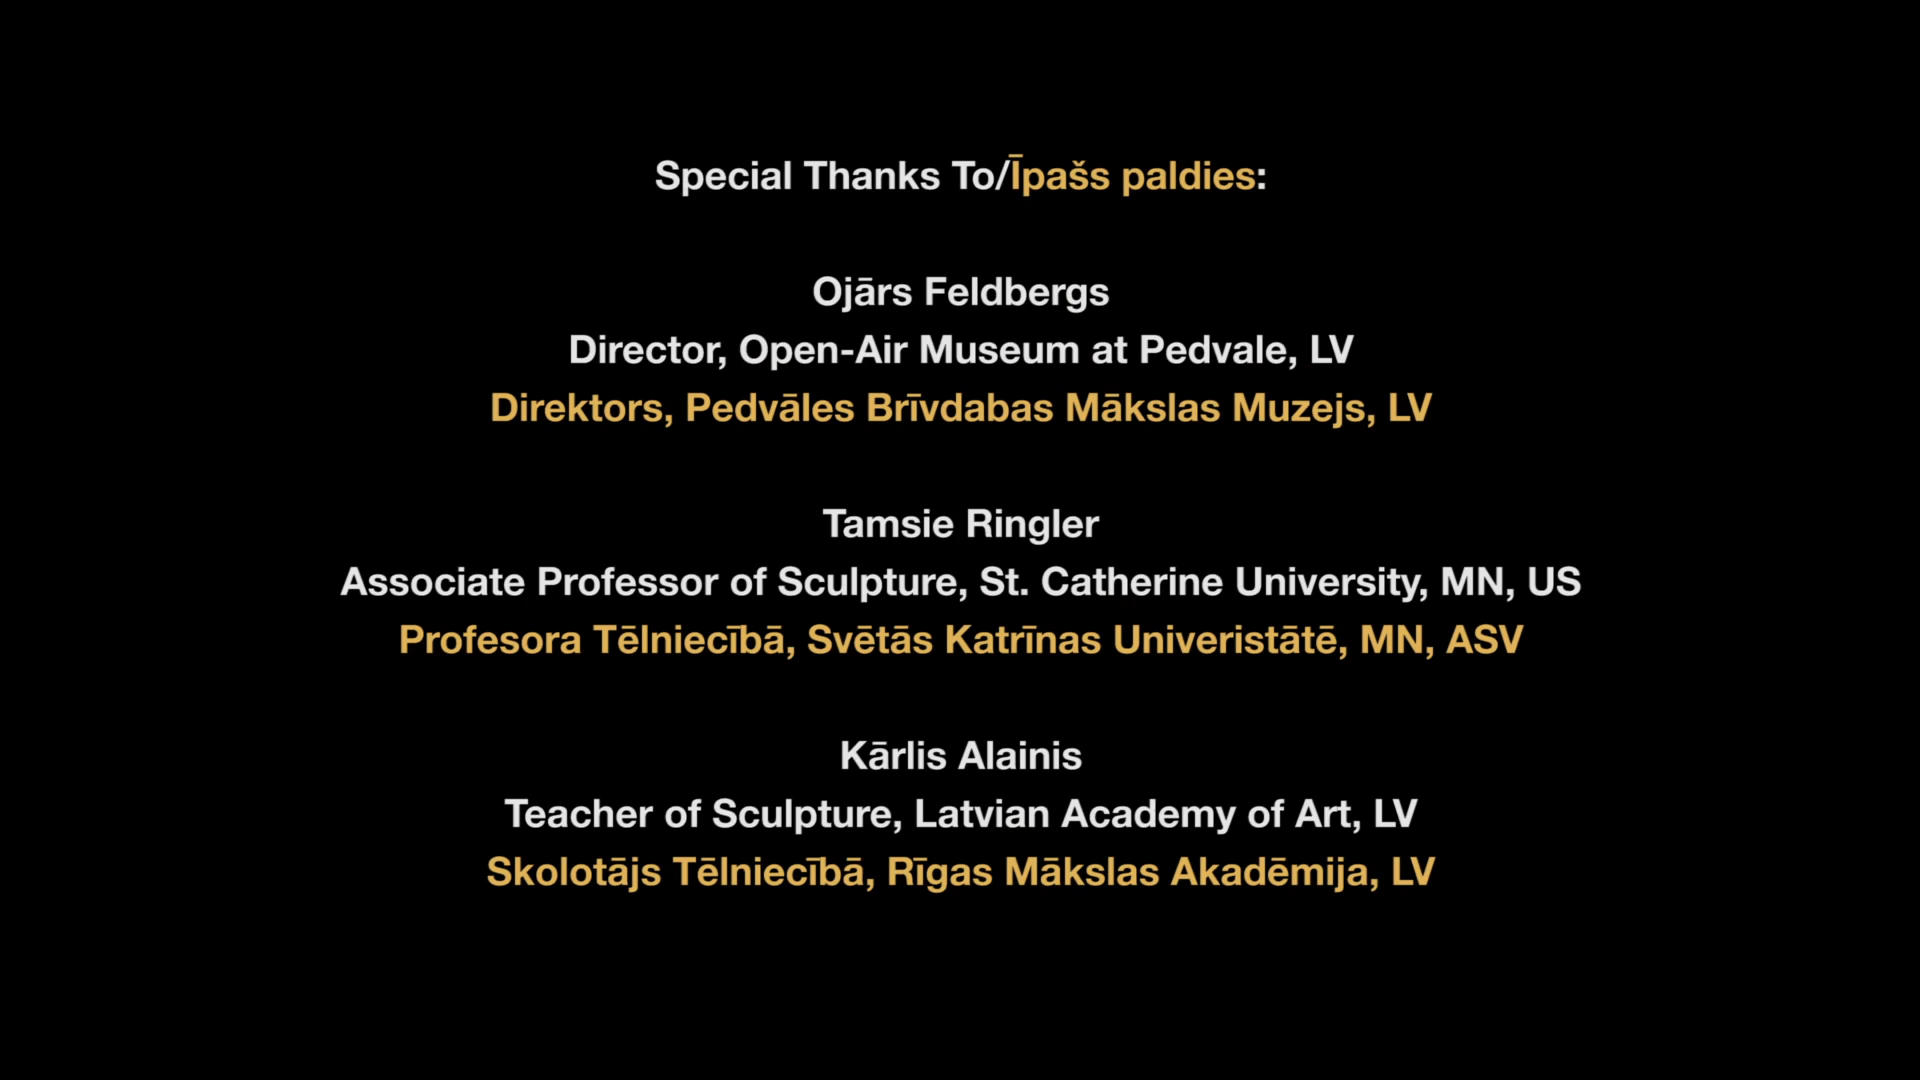 Special Thanks To/Īpašs paldies:
Ojārs Feldbergs
Director, Open-Air Museum at Pedvale, LV
Direktors, Pedvāles Brīvdabas Mākslas Muzejs, LV
Tamsie Ringler
Associate Professor of Sculpture, St. Catherine University, MN, US
Profesora Tēlniecībā, Svētās Katrīnas Univeristātē, MN, ASV
Kārlis Alainis
Teacher of Sculpture, Latvian Academy of Art, LV
Skolotājs Tēlniecībā, Rīgas Mākslas Akadēmija, LV